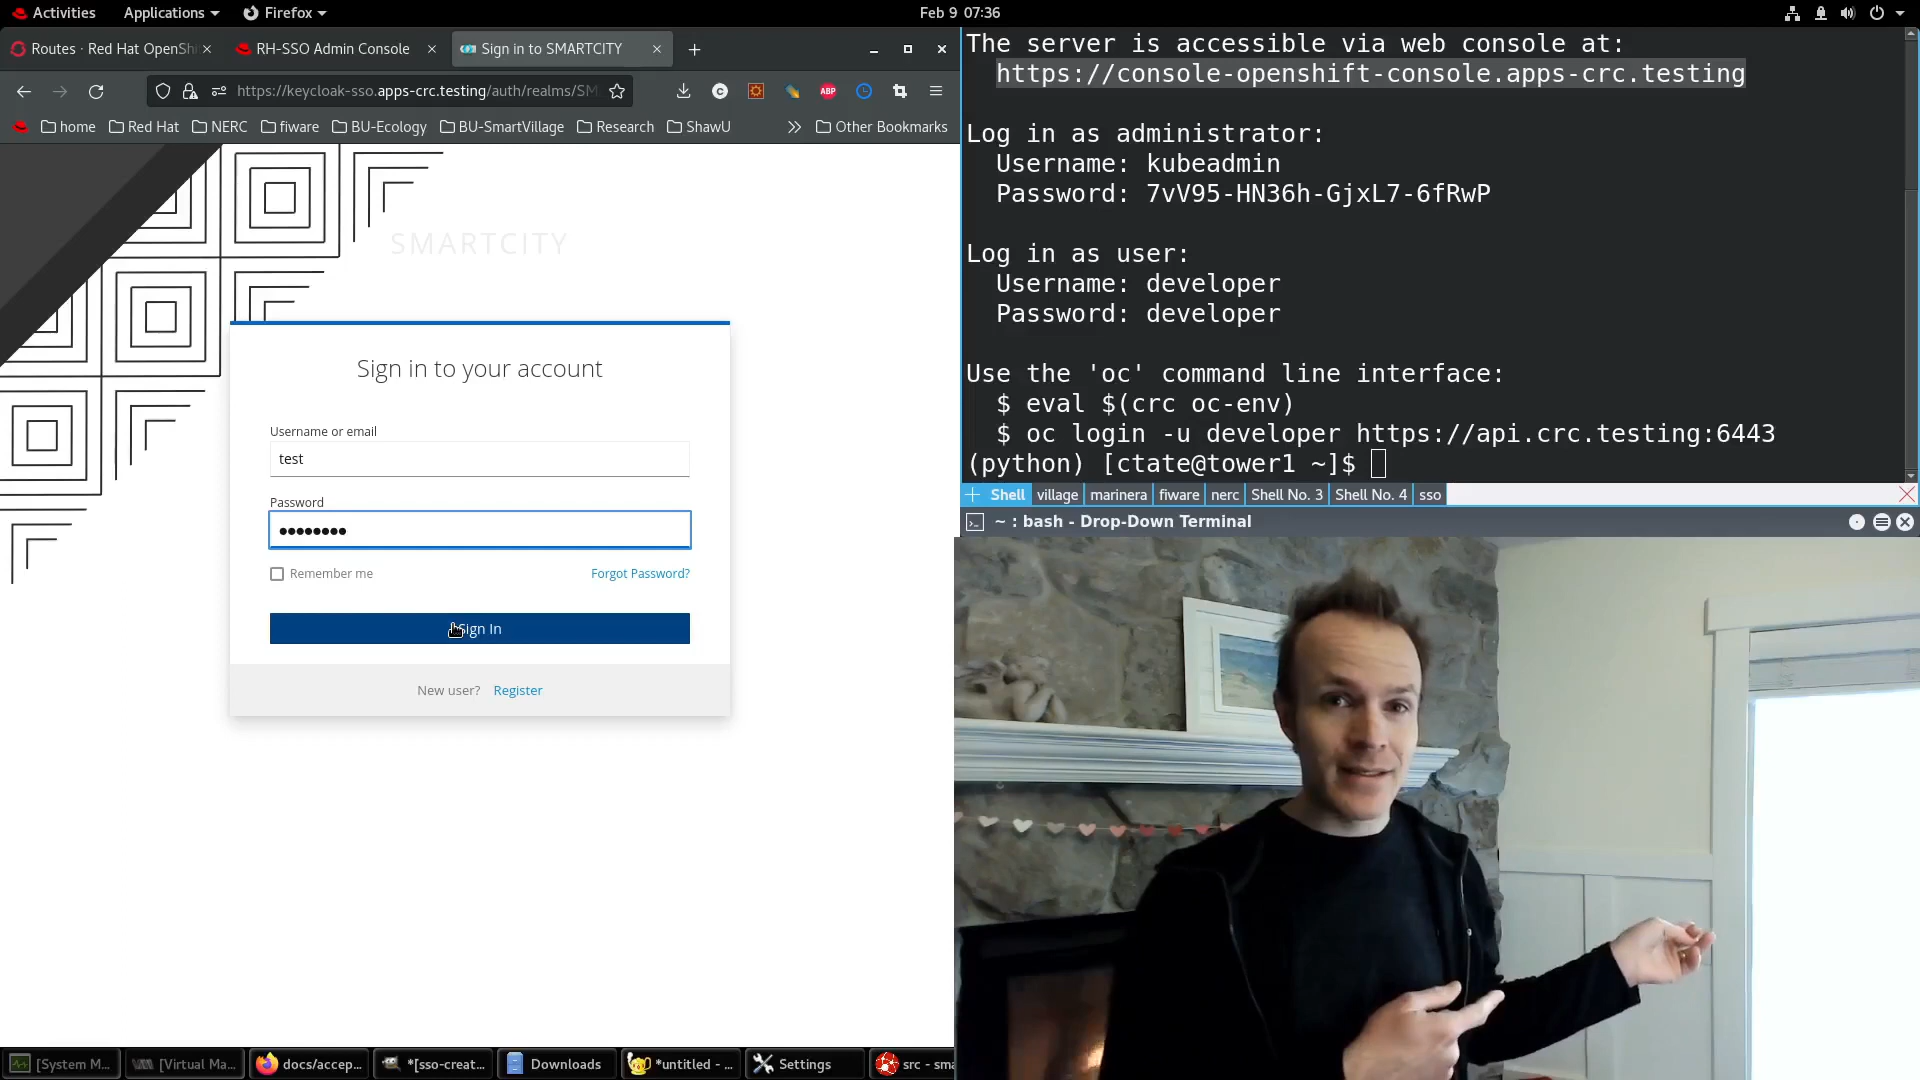 Activities Applications Firefox Feb 9 07:36
Routes · Red Hat OpenShi RH-SSO Admin Console Sign in to SMARTCITY
https://keycloak-sso.apps-crc.testing/auth/realms/SM
ABP
home Red Hat NERC fiware BU-Ecology BU-SmartVillage Research ShawU Other Bookmarks
SMARTCITY
Sign in to your account
Username or email
test
Password
••••••••
Remember me Forgot Password?
Sign In
New user? Register
The server is accessible via web console at:
https://console-openshift-console.apps-crc.testing
Log in as administrator:
Username: kubeadmin
Password: 7vV95-HN36h-GjxL7-6fRwP
Log in as user:
Username: developer
Password: developer
Use the 'oc' command line interface:
$ eval $(crc oc-env)
$ oc login -u developer https://api.crc.testing:6443
(python) [ctate@tower1 ~]$
Shell village marinera fiware nerc Shell No. 3 Shell No. 4 sso
~ : bash - Drop-Down Terminal
[System M... [Virtual Ma... docs/accep... *[sso-creat... Downloads *untitled - ... Settings src - sma